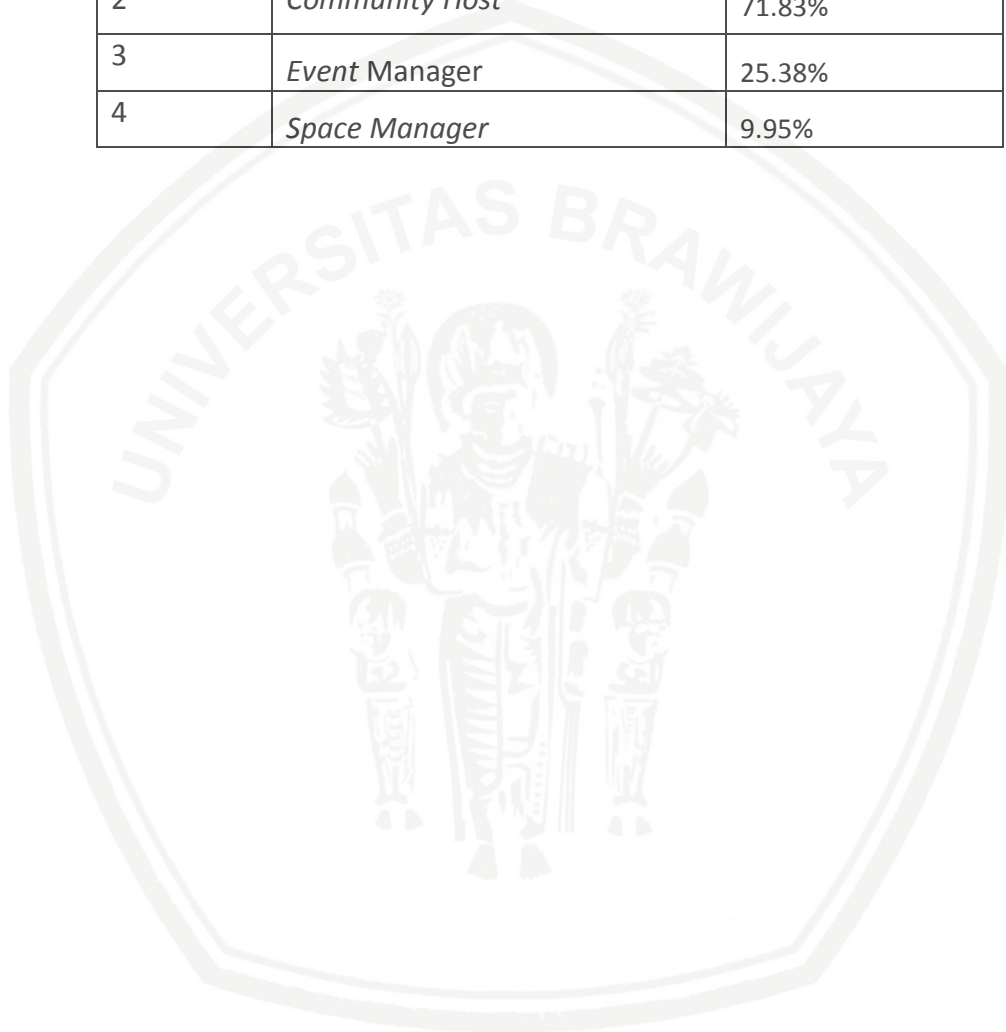 2 Community Host 71.83%
3 Event Manager 25.38%
4 Space Manager 9.95%
UNIVERSITAS BRAWIJAYA